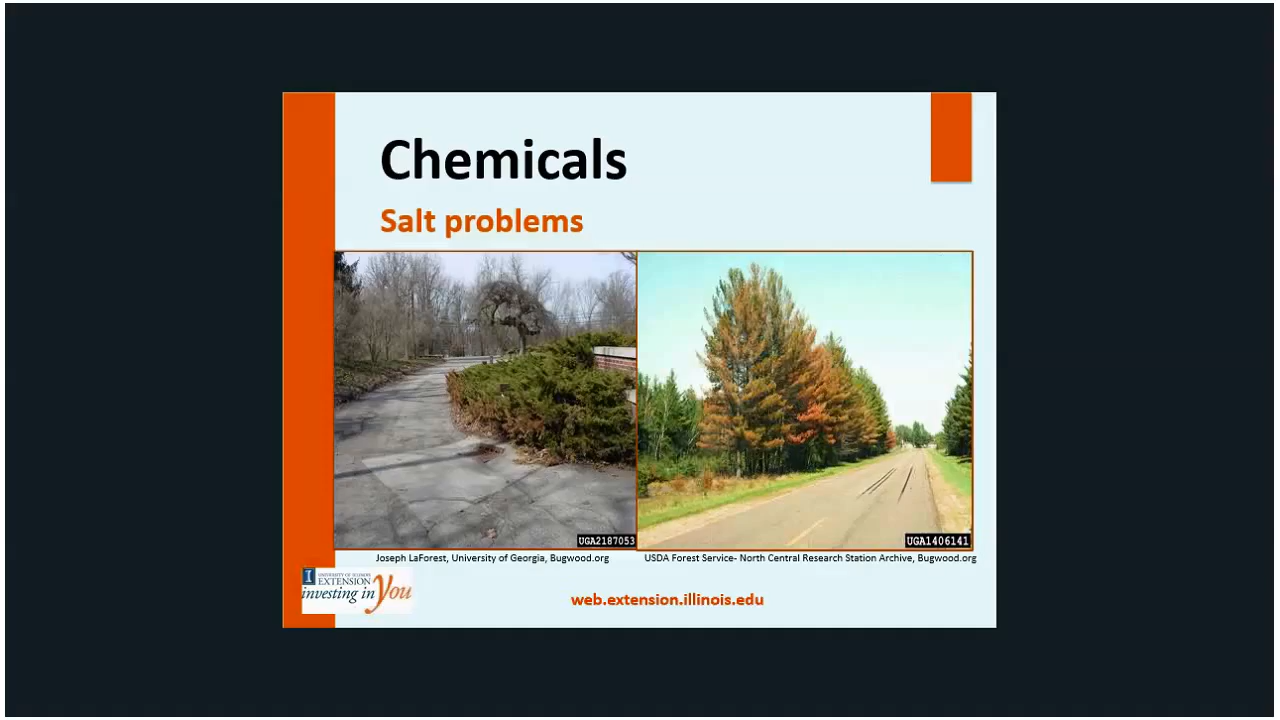 Chemicals
Salt problems
UGA2187053
UGA1406141
Joseph LaForest, University of Georgia, Bugwood.org
USDA Forest Service- North Central Research Station Archive, Bugwood.org
I
UNIVERSITY OF ILLINOIS
EXTENSION
investing in You
web.extension.illinois.edu